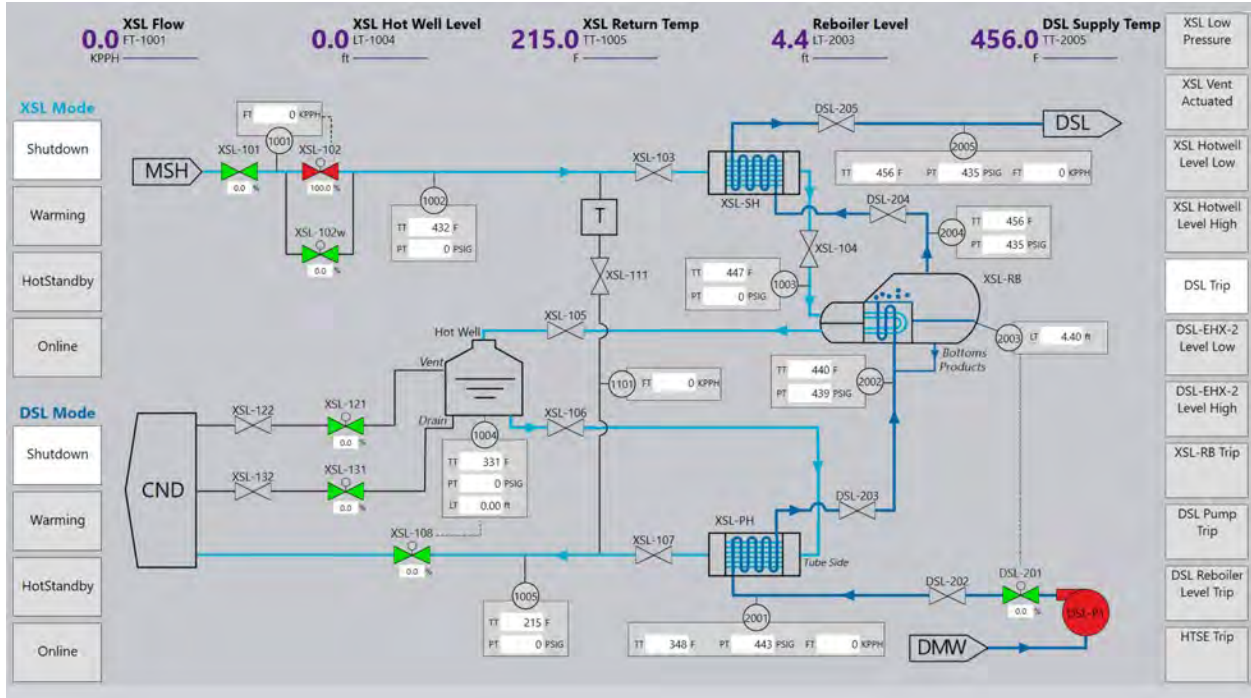 XSL Flow
0.0 FT-1001
KPPH
XSL Hot Well Level
0.0 LT-1004
ft
XSL Return Temp
215.0 TT-1005
F
Reboiler Level
4.4 LT-2003
ft
DSL Supply Temp
456.0 TT-2005
F
XSL Mode
Shutdown
Warming
HotStandby
Online
DSL Mode
Shutdown
Warming
HotStandby
Online
FT 0 KPPH
1001
XSL-101
XSL-102
MSH
0.0 %
100.0 %
XSL-102w
0.0 %
1002
TT 432 F
PT 0 PSIG
T
XSL-111
XSL-103
XSL-SH
DSL-205
DSL
2005
TT 456 F PT 435 PSIG FT 0 KPPH
DSL-204
2004
TT 456 F
PT 435 PSIG
XSL-104
TT 447 F
PT 0 PSIG
1003
XSL-RB
2003
LT 4.40 ft
Bottoms
Products
TT 440 F
PT 439 PSIG
2002
XSL-105
Hot Well
Vent
Drain
1101
FT 0 KPPH
XSL-106
1004
TT 331 F
PT 0 PSIG
LT 0.00 ft
CND
XSL-122
XSL-121
0.0 %
XSL-132
XSL-131
0.0 %
XSL-108
0.0 %
1005
TT 215 F
PT 0 PSIG
XSL-107
XSL-PH
Tube Side
DSL-203
DSL-202
DSL-201
0.0 %
DSL-P1
DMW
2001
TT 348 F PT 443 PSIG FT 0 KPPH
XSL Low
Pressure
XSL Vent
Actuated
XSL Hotwell
Level Low
XSL Hotwell
Level High
DSL Trip
DSL-EHX-2
Level Low
DSL-EHX-2
Level High
XSL-RB Trip
DSL Pump
Trip
DSL Reboiler
Level Trip
HTSE Trip